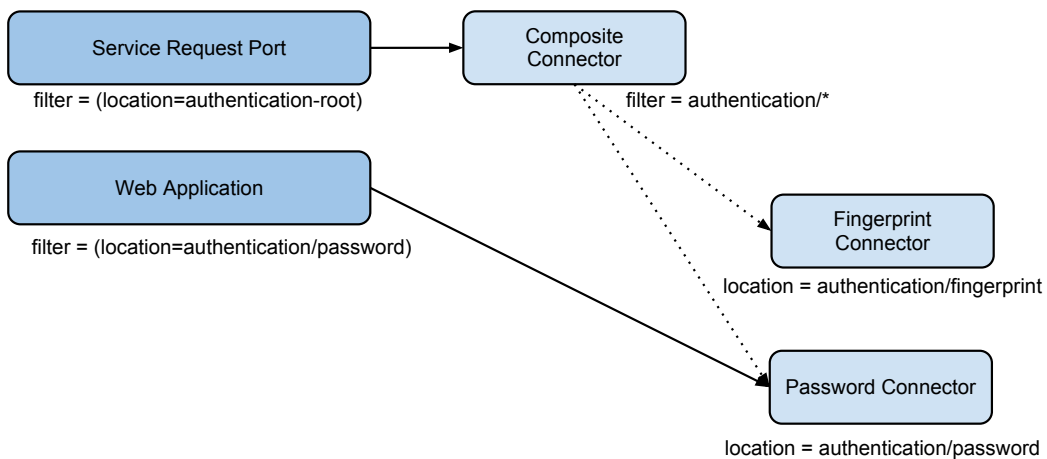 Service Request Port
Composite
Connector
filter = (location=authentication-root)
filter = authentication/*
Web Application
filter = (location=authentication/password)
Fingerprint
Connector
location = authentication/fingerprint
Password Connector
location = authentication/password